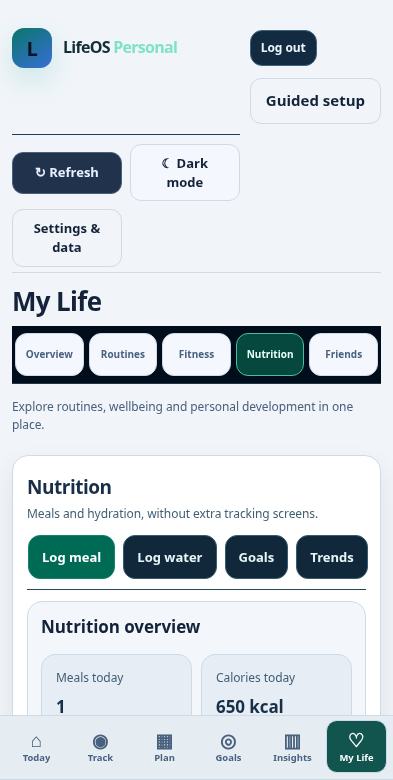 L LifeOS Personal
Log out
Guided setup
↻ Refresh
☾ Dark
mode
Settings &
data
My Life
Overview Routines Fitness Nutrition Friends
Explore routines, wellbeing and personal development in one
place.
Nutrition
Meals and hydration, without extra tracking screens.
Log meal Log water Goals Trends
Nutrition overview
Meals today Calories today
1 650 kcal
Today Track Plan Goals Insights My Life